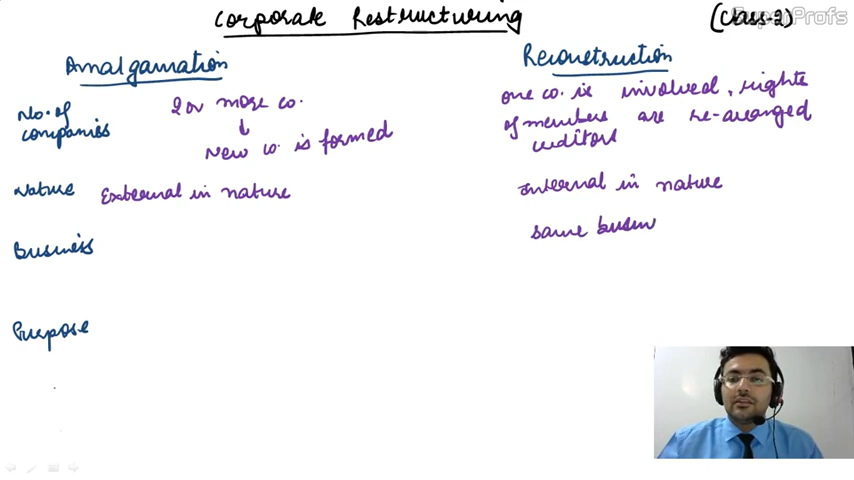 Corporate Restructuring
(Class-2)
SuperProfs
Amalgamation
Reconstruction
No. of
companies
2 or more co.
↓
New co. is formed
one co. is involved, rights
of members are re-arranged
creditors
Nature
External in nature
Internal in nature
Business
same busin
Purpose